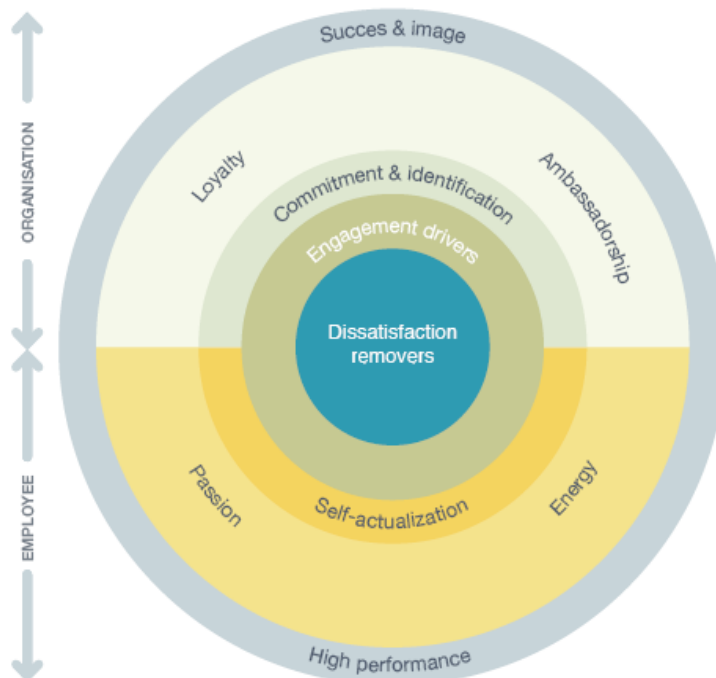 Succes & image
ORGANISATION
Loyalty
Ambassadorship
Commitment & identification
Engagement drivers
Dissatisfaction
removers
EMPLOYEE
Passion
Self-actualization
Energy
High performance